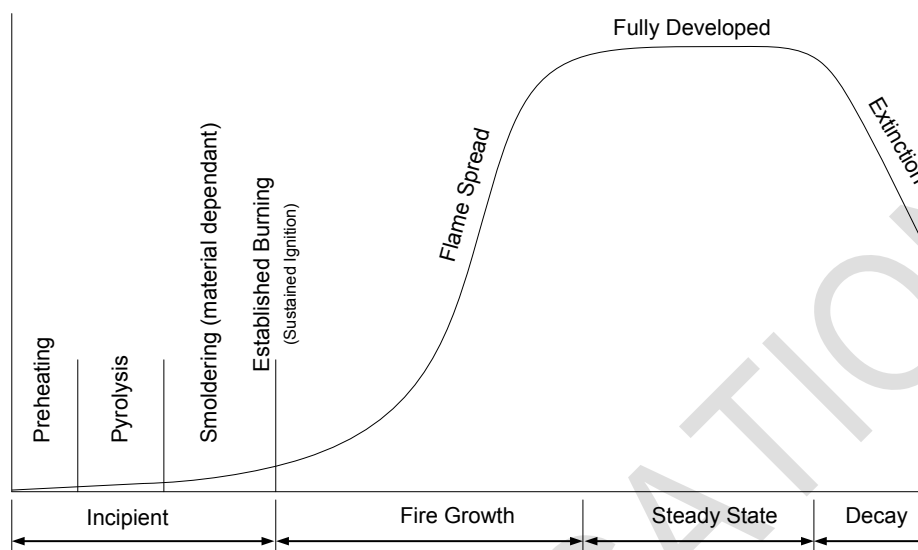 Fully Developed
Extinction
Flame Spread
Established Burning
(Sustained Ignition)
Smoldering (material dependant)
Pyrolysis
Preheating
Incipient
Fire Growth
Steady State
Decay
RATION